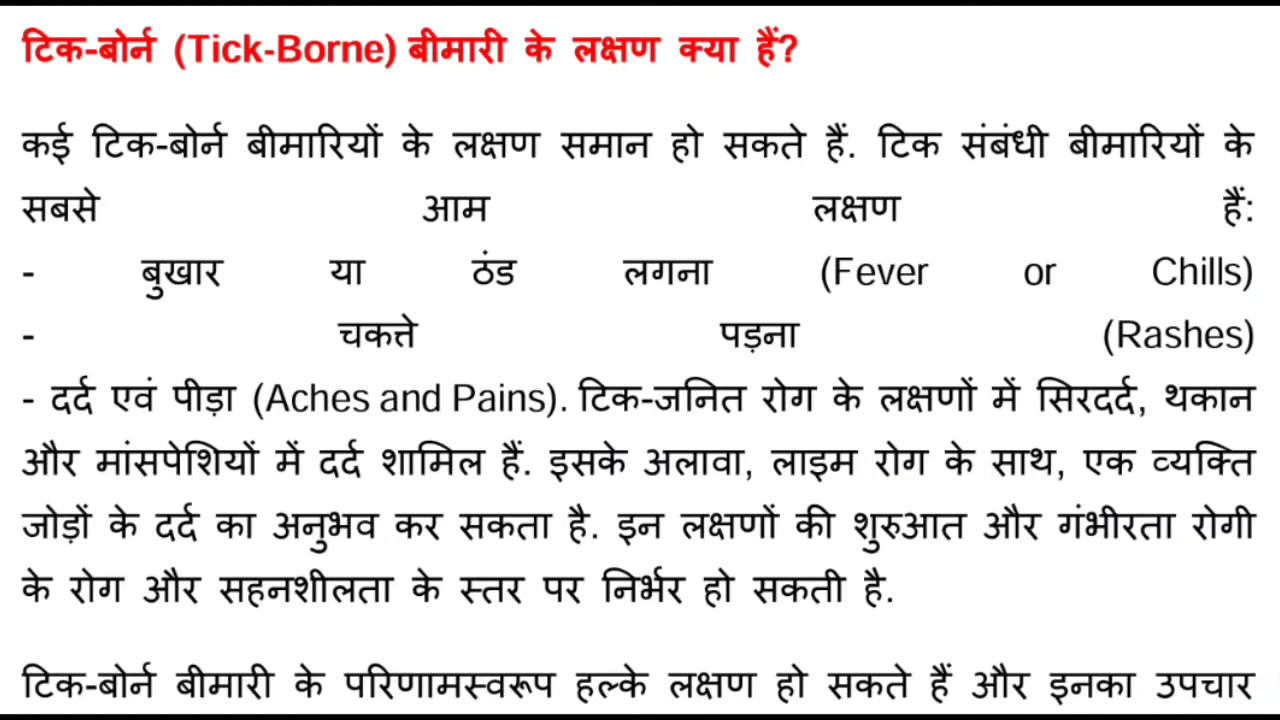 टिक-बोर्न (Tick-Borne) बीमारी के लक्षण क्या हैं?
कई टिक-बोर्न बीमारियों के लक्षण समान हो सकते हैं. टिक संबंधी बीमारियों के
सबसे आम लक्षण हैं:
- बुखार या ठंड लगना (Fever or Chills)
- चकत्ते पड़ना (Rashes)
- दर्द एवं पीड़ा (Aches and Pains). टिक-जनित रोग के लक्षणों में सिरदर्द, थकान
और मांसपेशियों में दर्द शामिल हैं. इसके अलावा, लाइम रोग के साथ, एक व्यक्ति
जोड़ों के दर्द का अनुभव कर सकता है. इन लक्षणों की शुरुआत और गंभीरता रोगी
के रोग और सहनशीलता के स्तर पर निर्भर हो सकती है.
टिक-बोर्न बीमारी के परिणामस्वरूप हल्के लक्षण हो सकते हैं और इनका उपचार